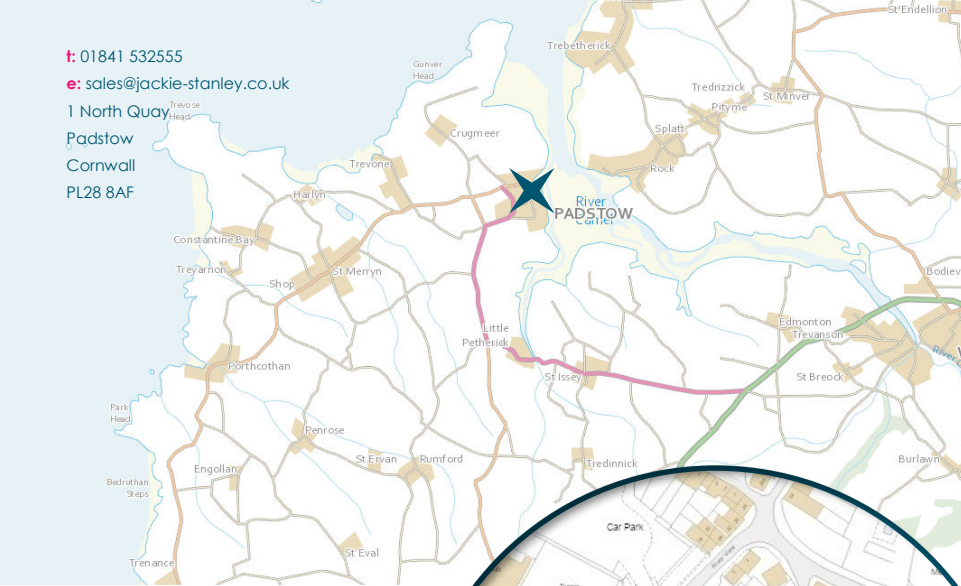 t: 01841 532555
e: sales@jackie-stanley.co.uk
1 North Quay
Padstow
Cornwall
PL28 8AF
St Endellion
Trebetherick
Gunver
Head
Tredrizzick
St Minver
Pityme
Trevose
Head
Crugmeer
Splatt
Trevone
Rock
Harlyn
River
Camel
PADSTOW
Constantine Bay
Treyarnon
St Merryn
Shop
Little
Petherick
Edmonton
Trevanson
Porthcothan
St Issey
St Breock
River
Park
Head
Penrose
St Ervan
Rumford
Tredinnick
Burlawn
Engollan
Bedruthan
Steps
Car Park
St Eval
River View
Trenance